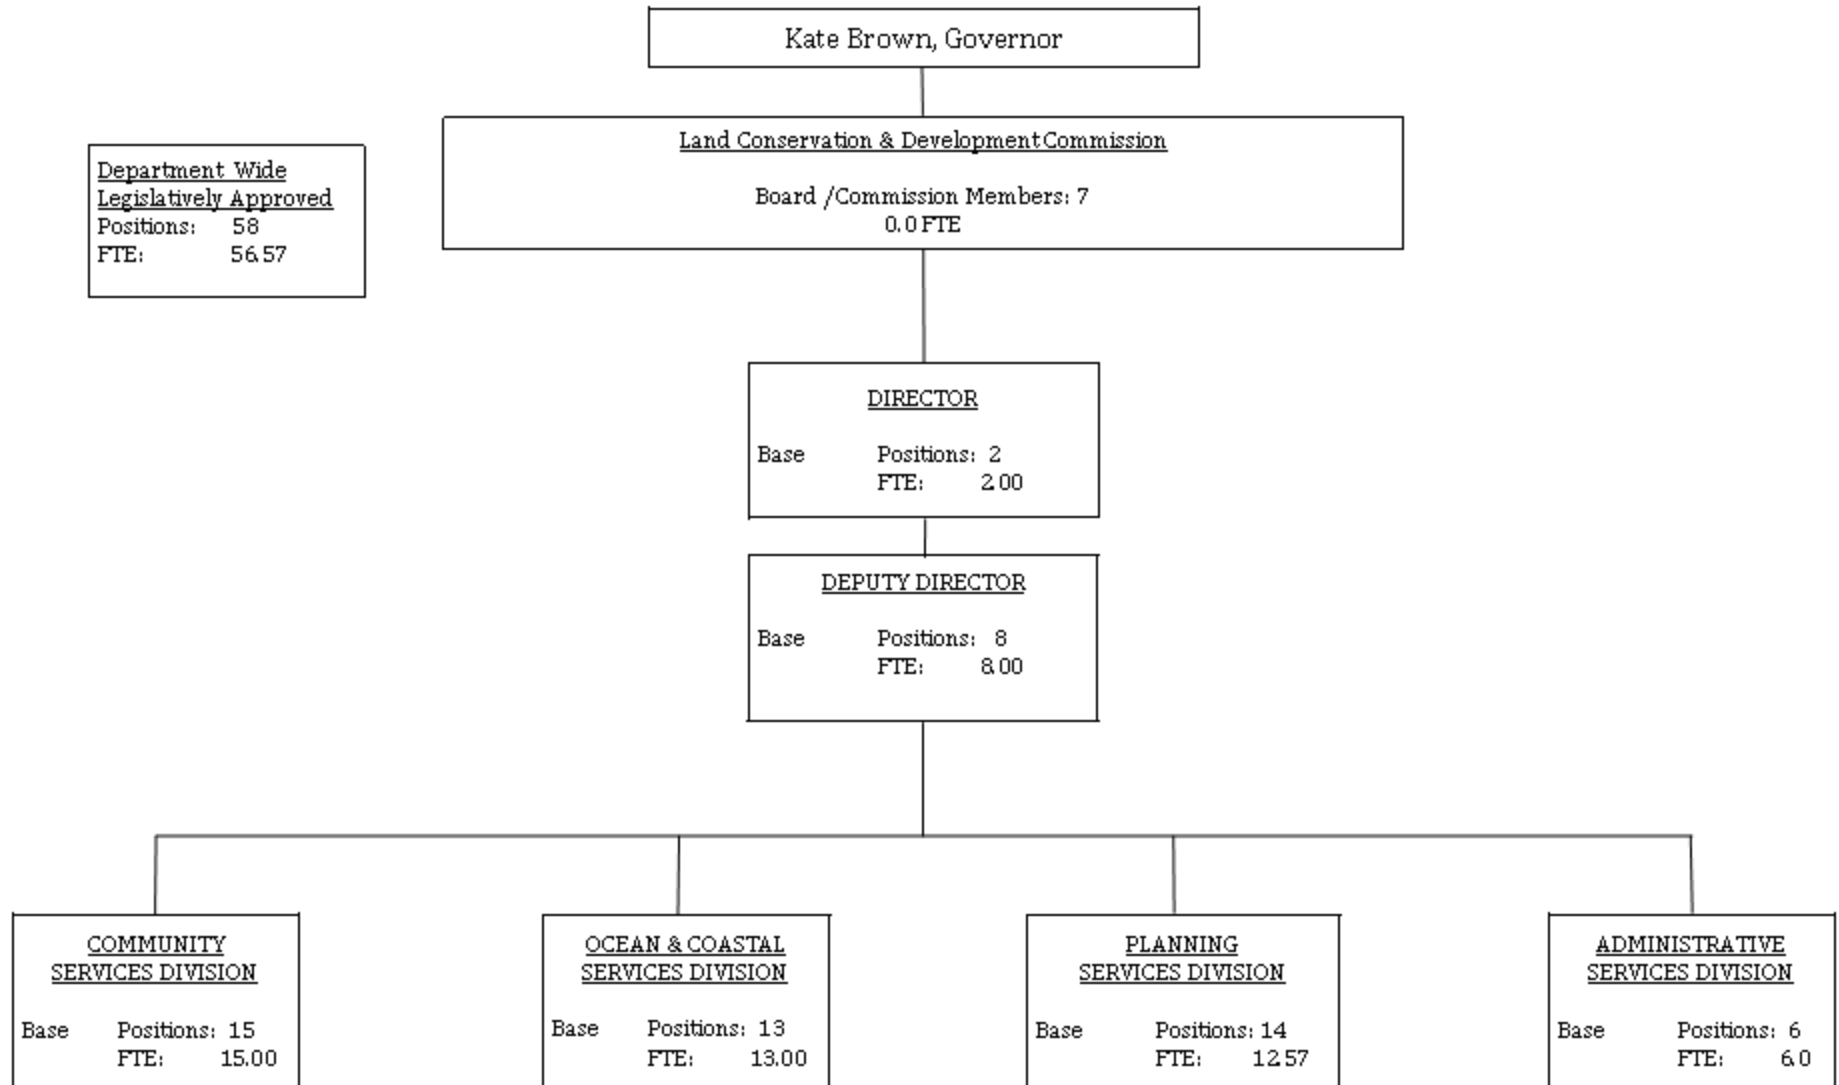 Kate Brown, Governor
Land Conservation & Development Commission
Board /Commission Members: 7
0.0 FTE
Department Wide
Legislatively Approved
Positions: 58
FTE: 56.57
DIRECTOR
Base Positions: 2
FTE: 2.00
DEPUTY DIRECTOR
Base Positions: 8
FTE: 8.00
COMMUNITY
SERVICES DIVISION
Base Positions: 15
FTE: 15.00
OCEAN & COASTAL
SERVICES DIVISION
Base Positions: 13
FTE: 13.00
PLANNING
SERVICES DIVISION
Base Positions: 14
FTE: 12.57
ADMINISTRATIVE
SERVICES DIVISION
Base Positions: 6
FTE: 6.0